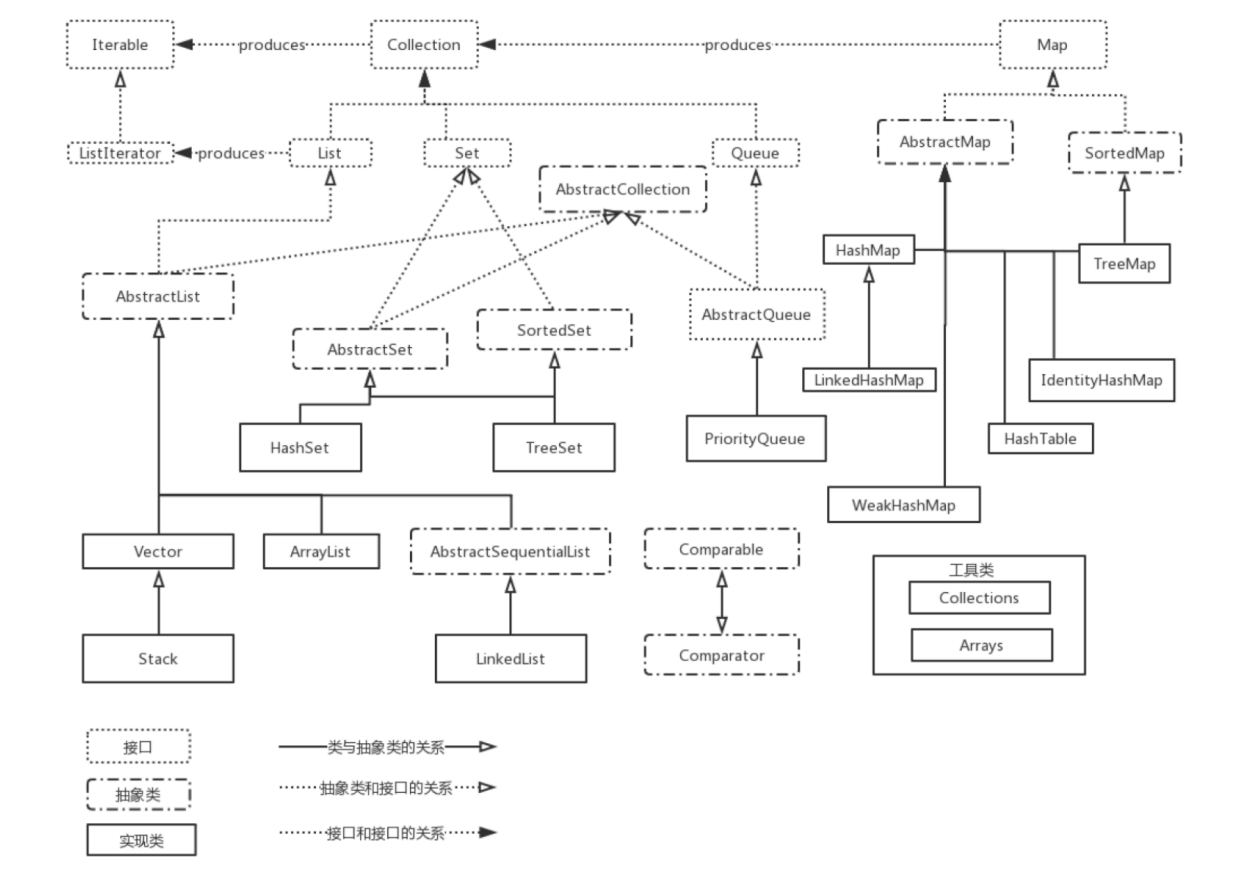 Iterable
produces
Collection
produces
Map
ListIterator
produces
List
Set
Queue
AbstractMap
SortedMap
AbstractCollection
HashMap
TreeMap
AbstractList
AbstractSet
SortedSet
AbstractQueue
LinkedHashMap
IdentityHashMap
HashSet
TreeSet
PriorityQueue
HashTable
WeakHashMap
Vector
ArrayList
AbstractSequentialList
Comparable
工具类
Collections
Arrays
Stack
LinkedList
Comparator
接口
类与抽象类的关系
抽象类
抽象类和接口的关系
实现类
接口和接口的关系